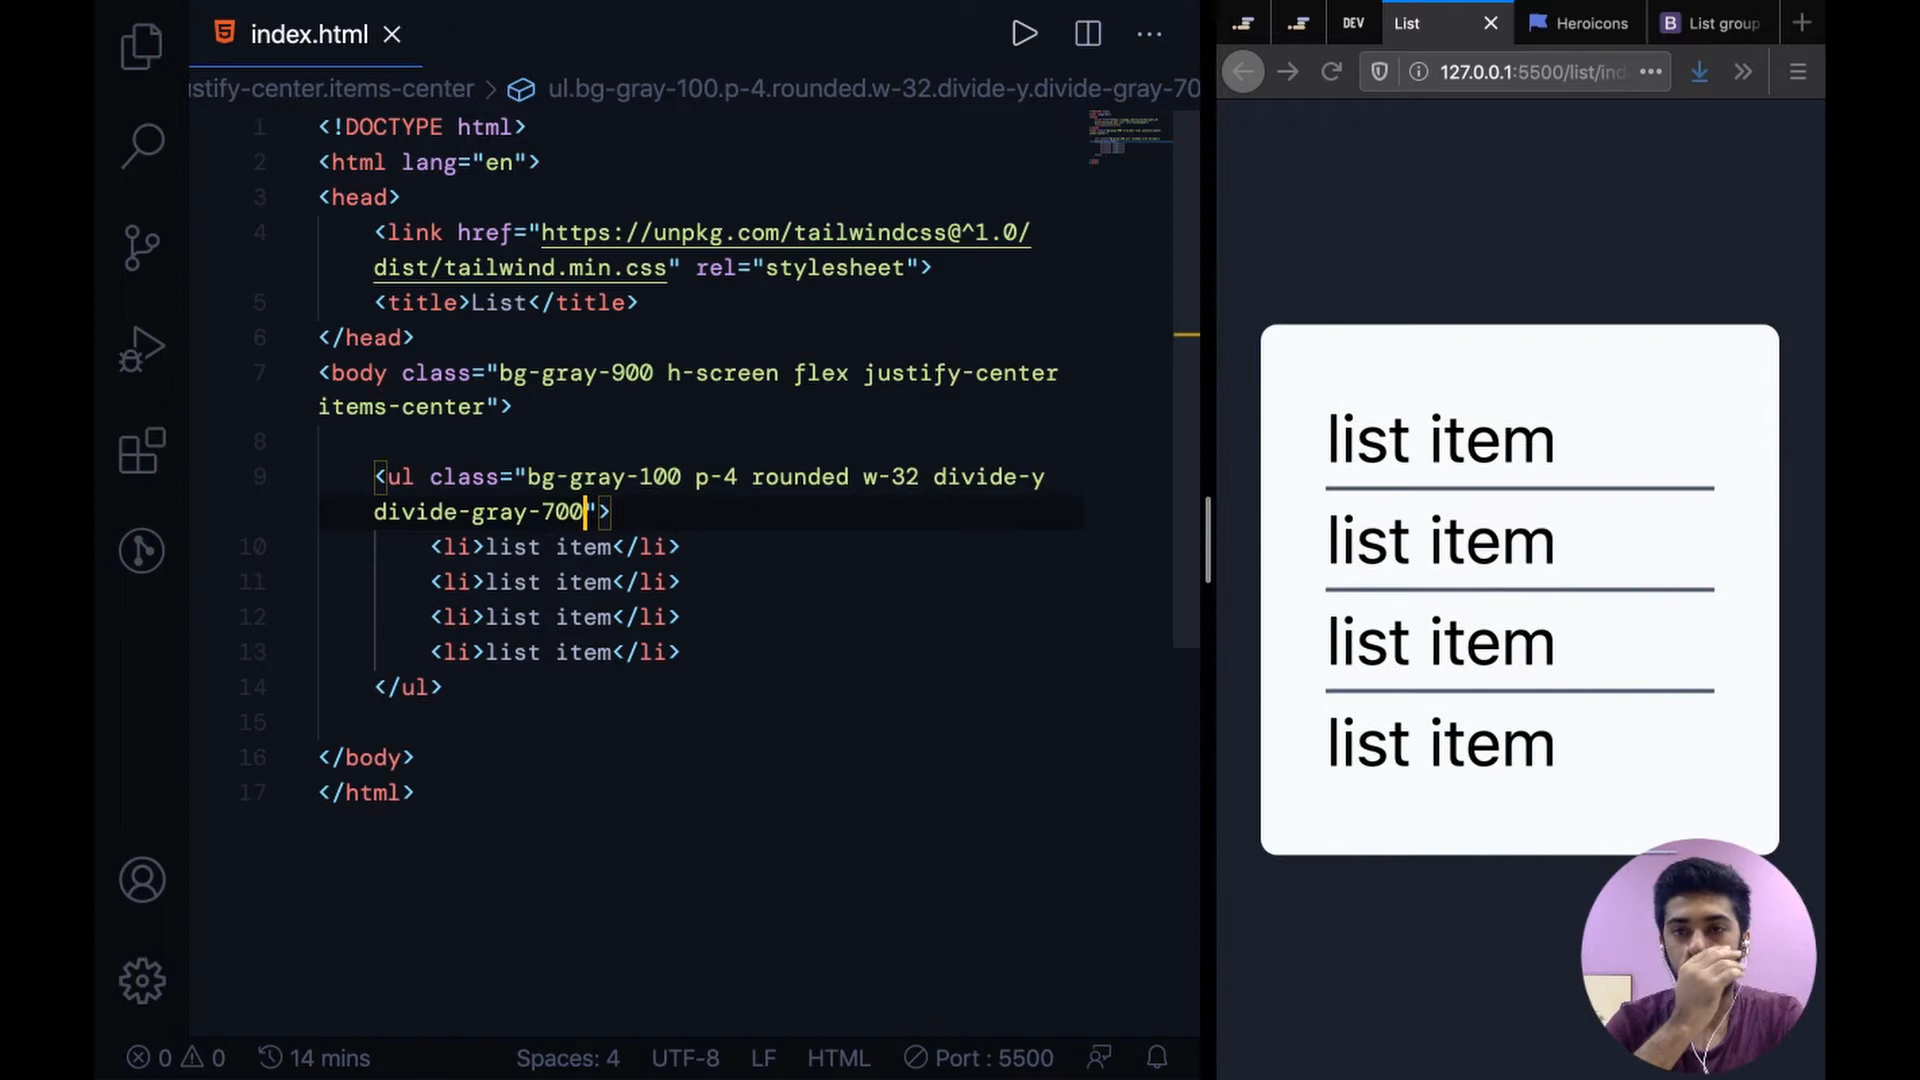 index.html
DEV
List
Heroicons
List group
127.0.0.1:5500/list/ind
stify-center.items-center > ul.bg-gray-100.p-4.rounded.w-32.divide-y.divide-gray-70
1 <!DOCTYPE html>
2 <html lang="en">
3 <head>
4 <link href="https://unpkg.com/tailwindcss@^1.0/
dist/tailwind.min.css" rel="stylesheet">
5 <title>List</title>
6 </head>
7 <body class="bg-gray-900 h-screen flex justify-center
items-center">
8
9 <ul class="bg-gray-100 p-4 rounded w-32 divide-y
divide-gray-700">
10 <li>list item</li>
11 <li>list item</li>
12 <li>list item</li>
13 <li>list item</li>
14 </ul>
15
16 </body>
17 </html>
list item
list item
list item
list item
0 0 14 mins
Spaces: 4 UTF-8 LF HTML Port : 5500